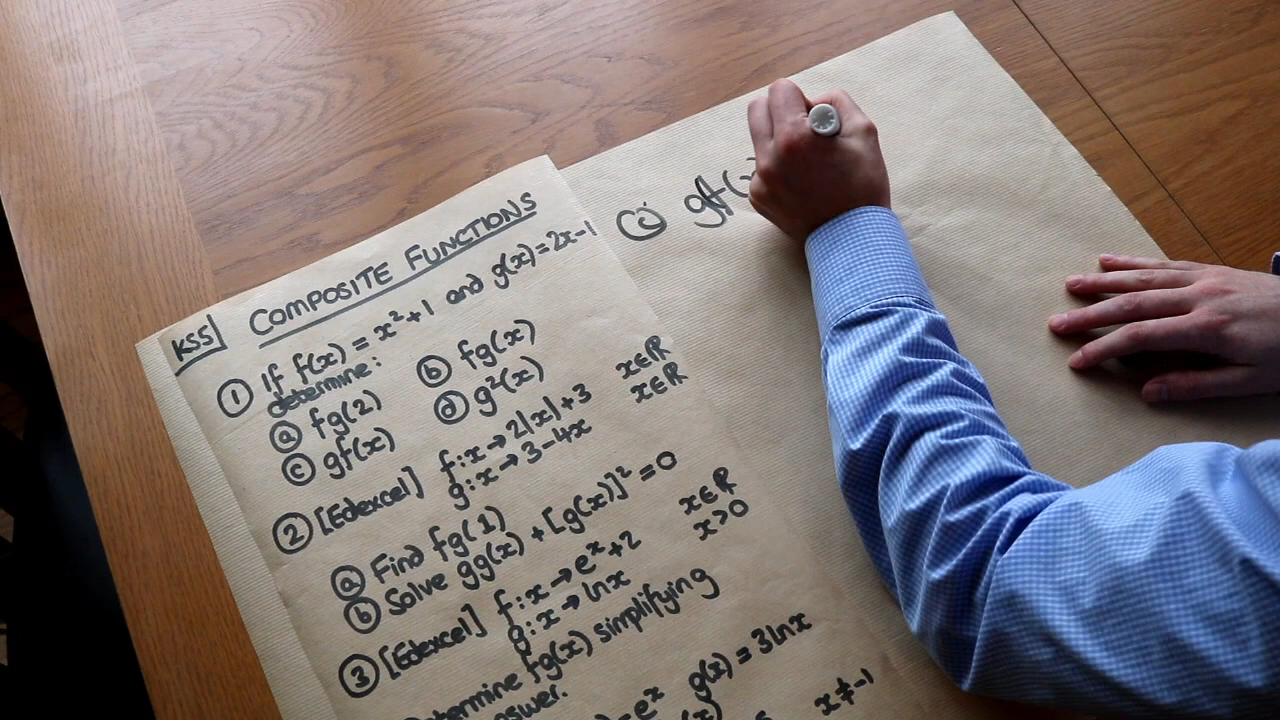 KS5
COMPOSITE FUNCTIONS
① If f(x) = x²+1 and g(x)=2x-1
determine:
ⓐ fg(2) ⓑ fg(x)
ⓒ gf(x) ⓓ g²(x)
② [Edexcel] f:x→2|x|+3 x∈ℝ
g:x→3-4x x∈ℝ
ⓐ Find fg(1)
ⓑ Solve gg(x) + [g(x)]² = 0
③ [Edexcel] f:x→eˣ+2 x∈ℝ
g:x→lnx x>0
fg(x) simplifying
answer.
g(x) = 3lnx
x≠-1
ⓒ gf(x